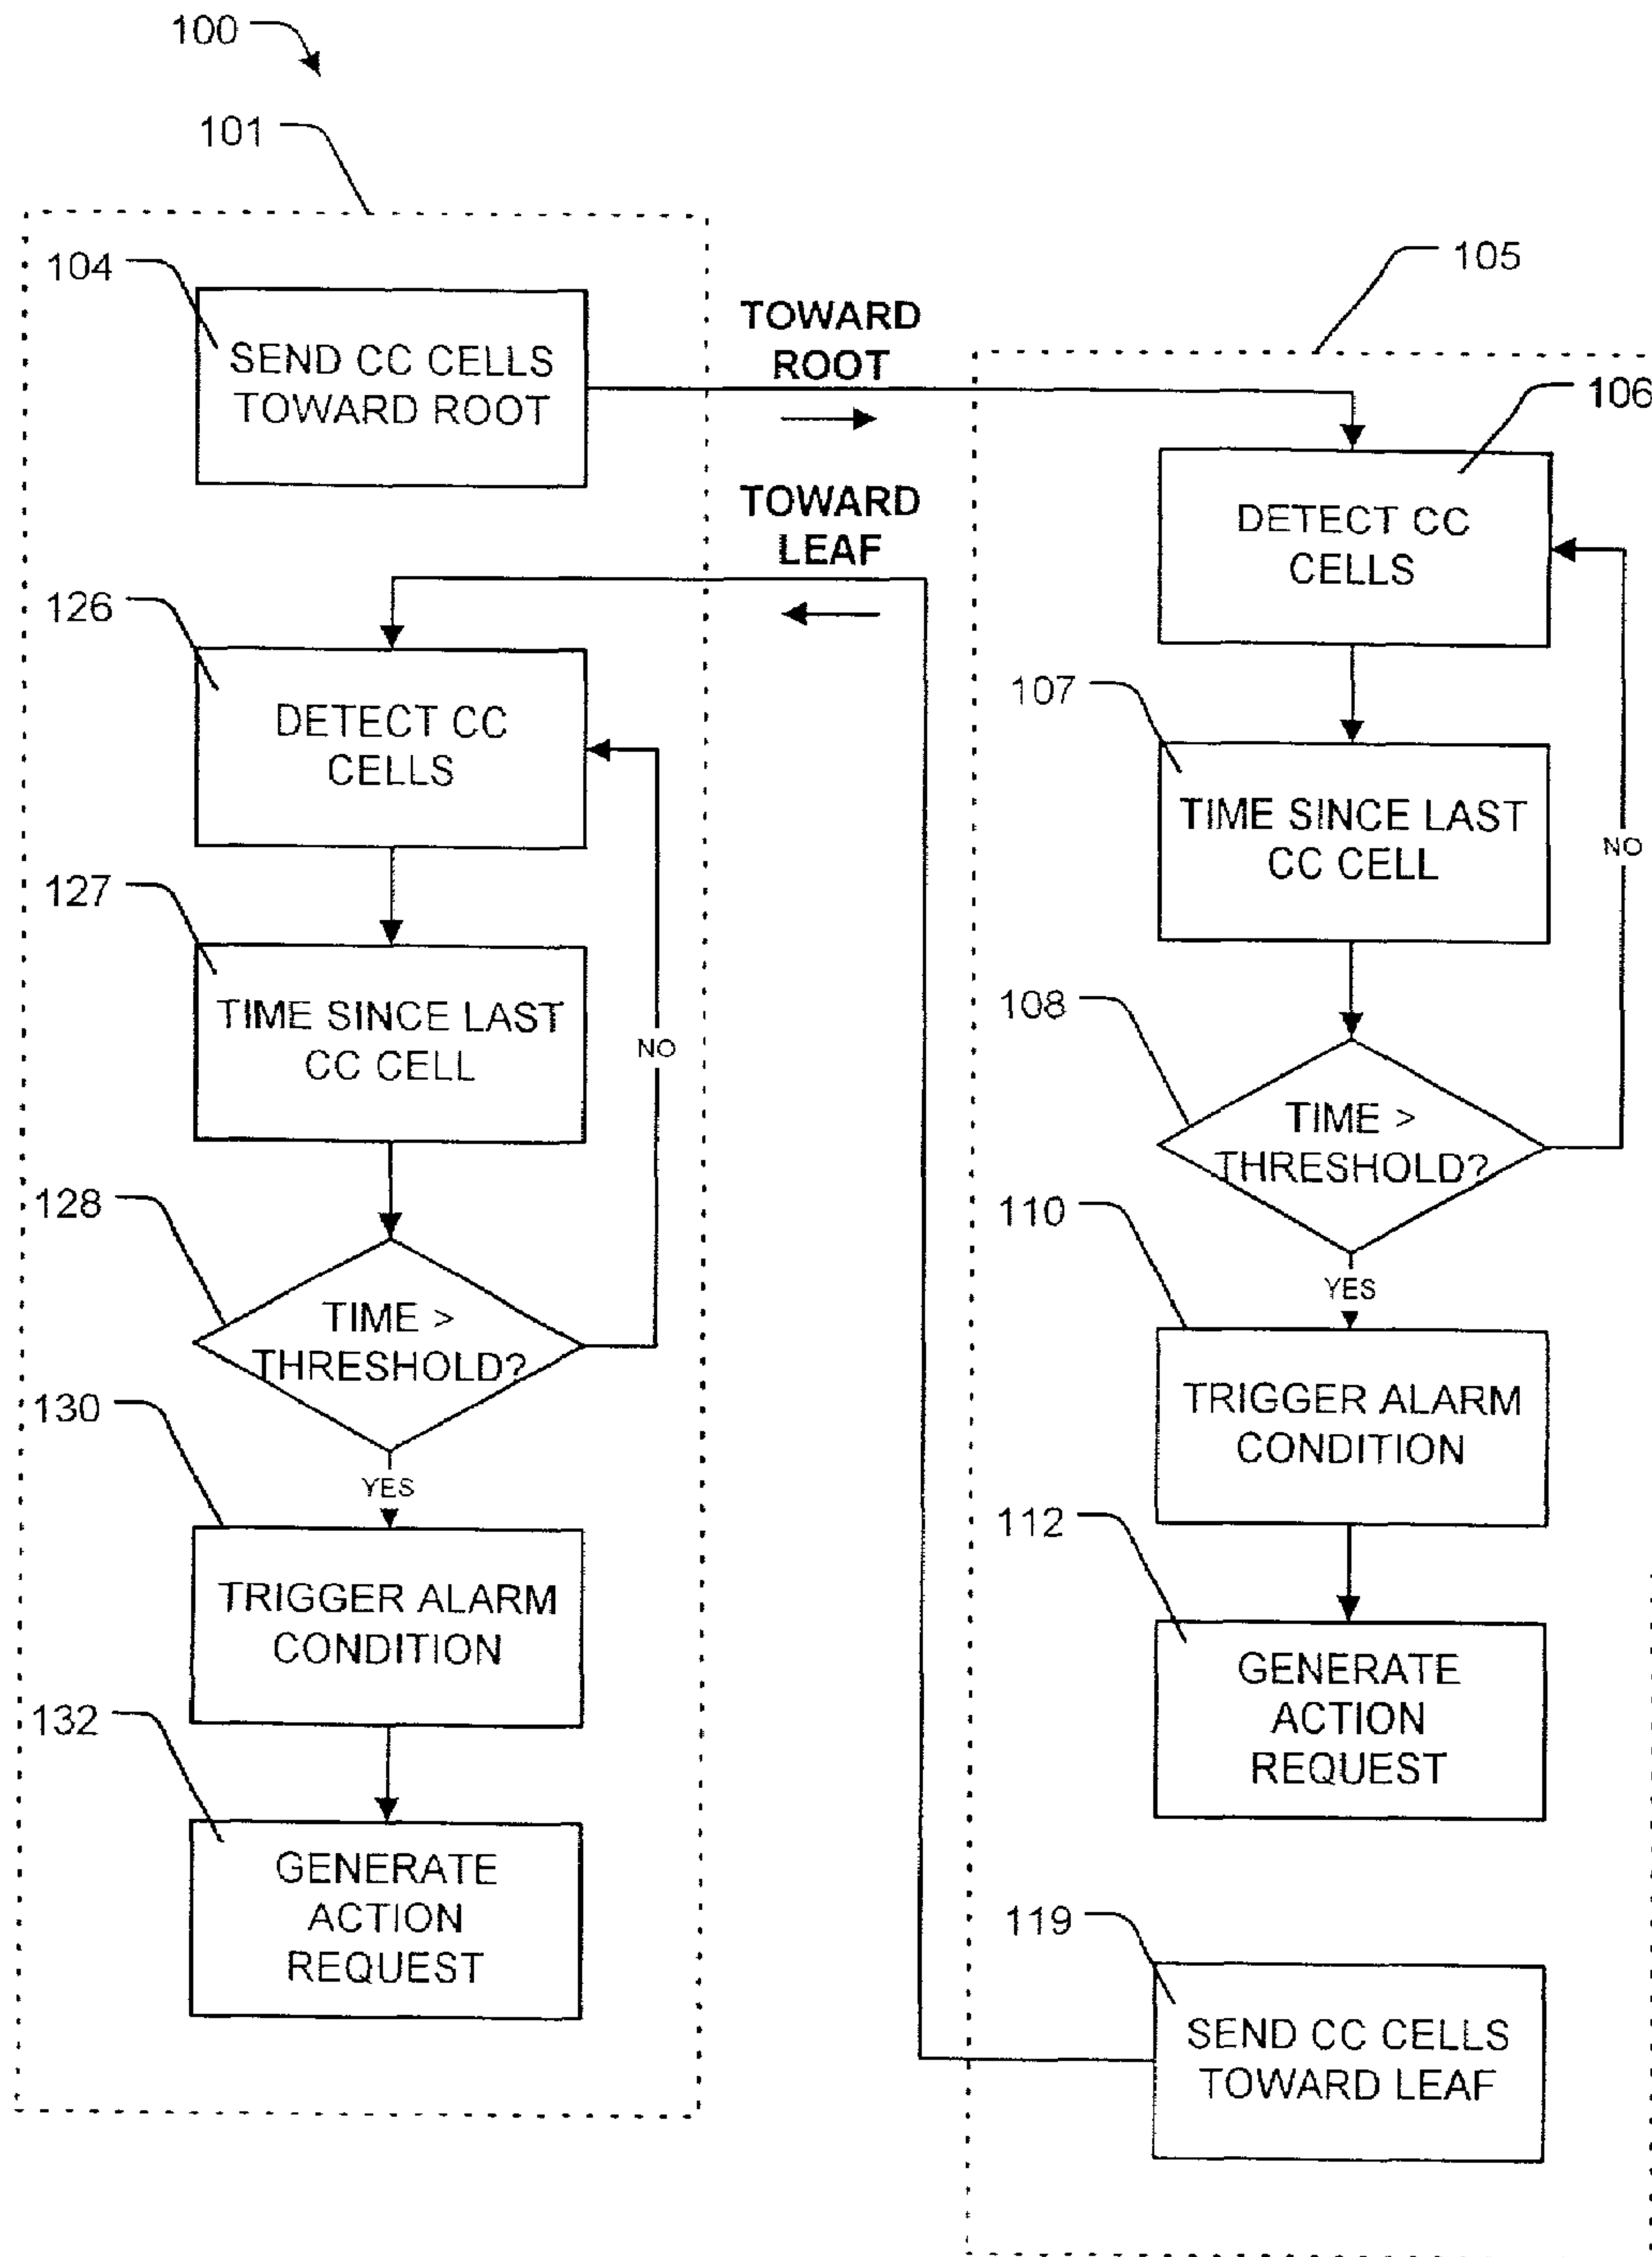 100
101
104
SEND CC CELLS
TOWARD ROOT
TOWARD
ROOT
TOWARD
LEAF
126
DETECT CC
CELLS
127
TIME SINCE LAST
CC CELL
NO
128
TIME >
THRESHOLD?
YES
130
TRIGGER ALARM
CONDITION
132
GENERATE
ACTION
REQUEST
105
106
DETECT CC
CELLS
107
TIME SINCE LAST
CC CELL
NO
108
TIME >
THRESHOLD?
YES
110
TRIGGER ALARM
CONDITION
112
GENERATE
ACTION
REQUEST
119
SEND CC CELLS
TOWARD LEAF